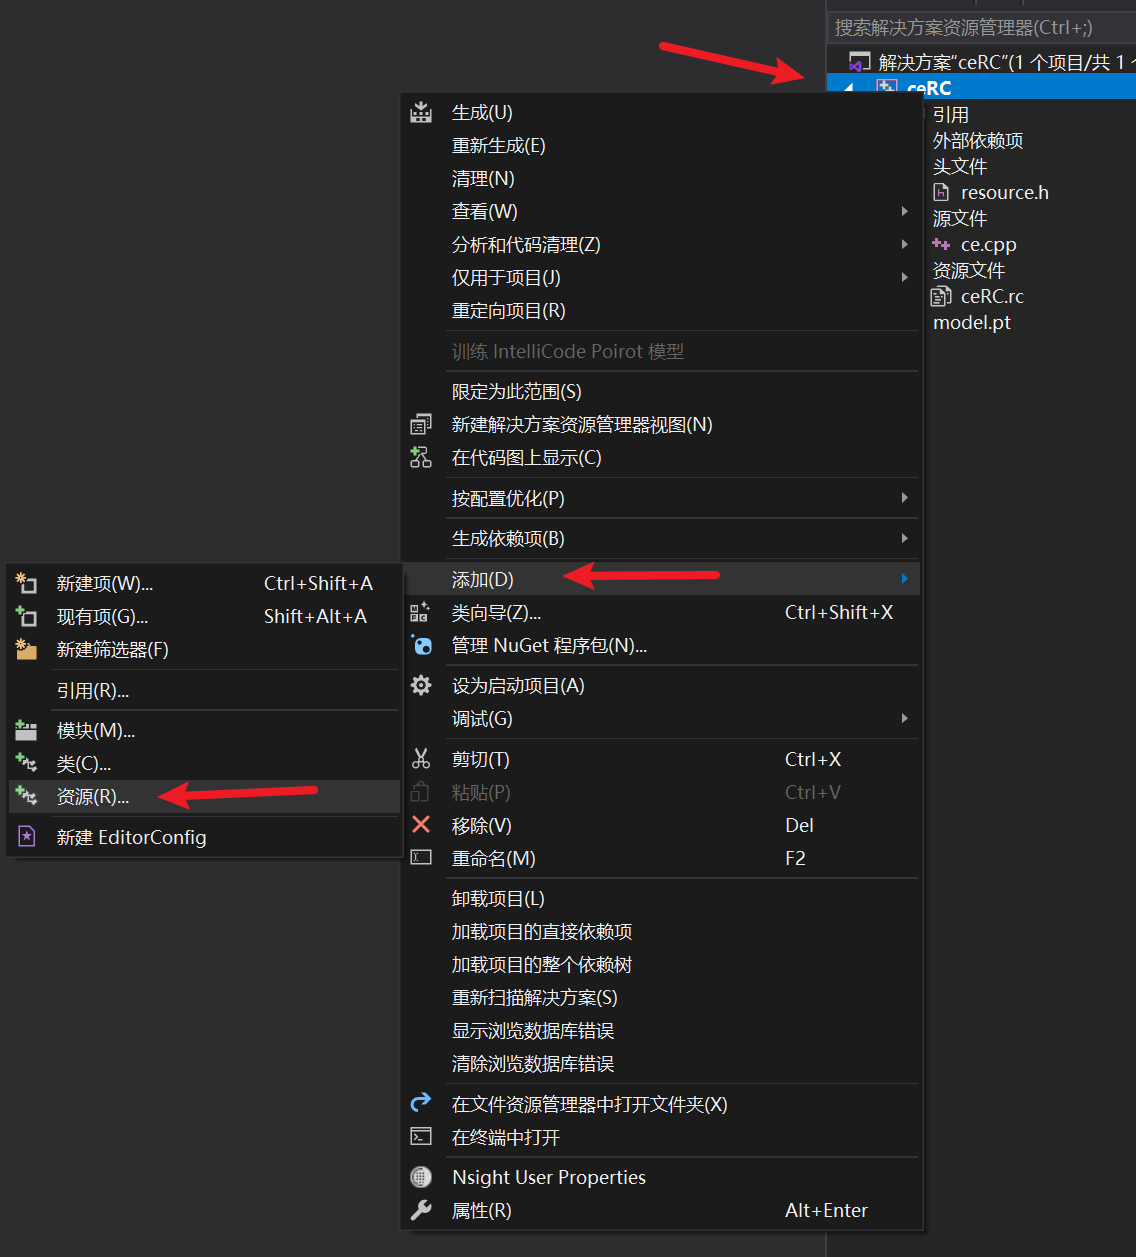 搜索解决方案资源管理器(Ctrl+;)
解决方案"ceRC"(1 个项目/共 1
ceRC
引用
外部依赖项
头文件
resource.h
源文件
ce.cpp
资源文件
ceRC.rc
model.pt
生成(U)
重新生成(E)
清理(N)
查看(W)
分析和代码清理(Z)
仅用于项目(J)
重定向项目(R)
训练 IntelliCode Poirot 模型
限定为此范围(S)
新建解决方案资源管理器视图(N)
在代码图上显示(C)
按配置优化(P)
生成依赖项(B)
添加(D)
类向导(Z)... Ctrl+Shift+X
管理 NuGet 程序包(N)...
设为启动项目(A)
调试(G)
剪切(T) Ctrl+X
粘贴(P) Ctrl+V
移除(V) Del
重命名(M) F2
卸载项目(L)
加载项目的直接依赖项
加载项目的整个依赖树
重新扫描解决方案(S)
显示浏览数据库错误
清除浏览数据库错误
在文件资源管理器中打开文件夹(X)
在终端中打开
Nsight User Properties
属性(R) Alt+Enter
新建项(W)... Ctrl+Shift+A
现有项(G)... Shift+Alt+A
新建筛选器(F)
引用(R)...
模块(M)...
类(C)...
资源(R)...
新建 EditorConfig